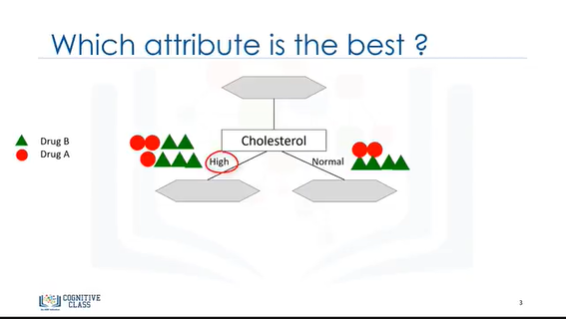 Which attribute is the best ?
Drug B
Drug A
Cholesterol
High
Normal
COGNITIVE
CLASS
3